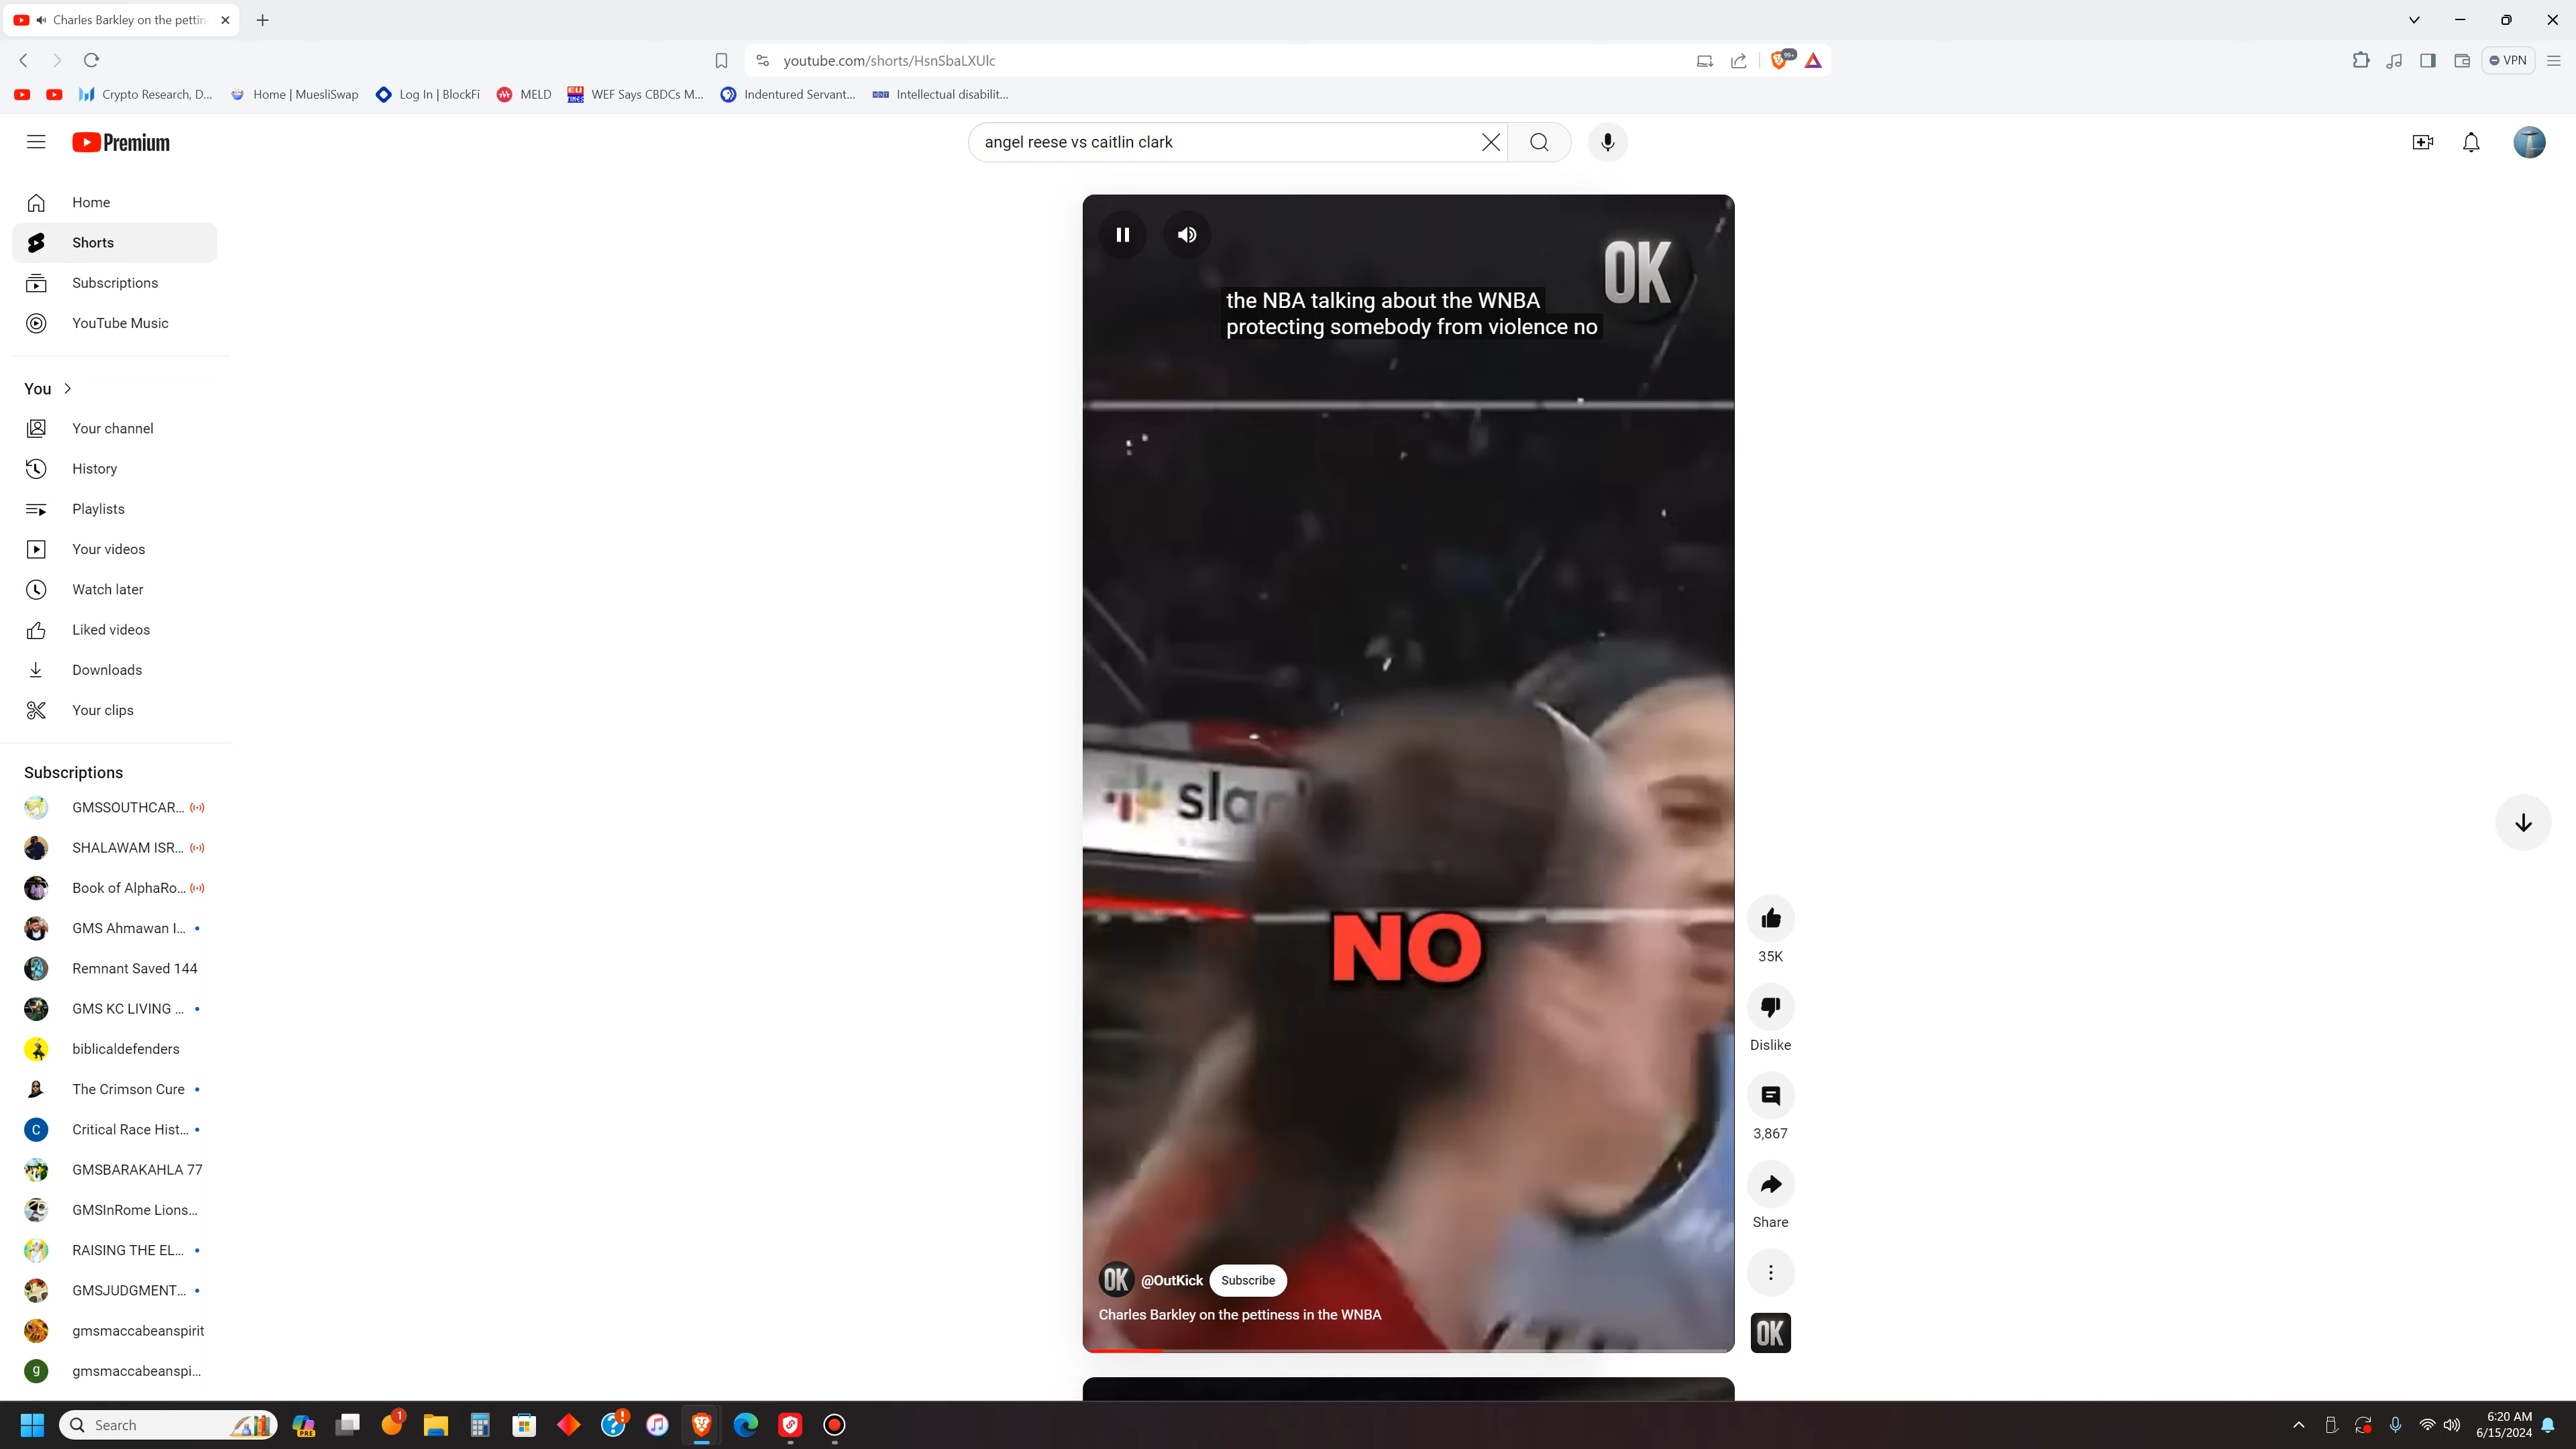 Charles Barkley on the pettin
youtube.com/shorts/HsnSbaLXUlc
99+
VPN
Crypto Research, D...
Home | MuesliSwap
Log In | BlockFi
MELD
WEF Says CBDCs M...
Indentured Servant...
Intellectual disabilit...
Premium
angel reese vs caitlin clark
Home
Shorts
Subscriptions
YouTube Music
You
Your channel
History
Playlists
Your videos
Watch later
Liked videos
Downloads
Your clips
Subscriptions
GMSSOUTHCAR...
SHALAWAM ISR...
Book of AlphaRo...
GMS Ahmawan I...
Remnant Saved 144
GMS KC LIVING ...
biblicaldefenders
The Crimson Cure
C
Critical Race Hist...
GMSBARAKAHLA 77
GMSInRome Lions...
RAISING THE EL...
GMSJUDGMENT...
gmsmaccabeanspirit
g
gmsmaccabeanspi...
OK
the NBA talking about the WNBA
protecting somebody from violence no
slac
NO
OK
@OutKick
Subscribe
Charles Barkley on the pettiness in the WNBA
35K
Dislike
3,867
Share
OK
Search
PRE
1
6:20 AM
6/15/2024